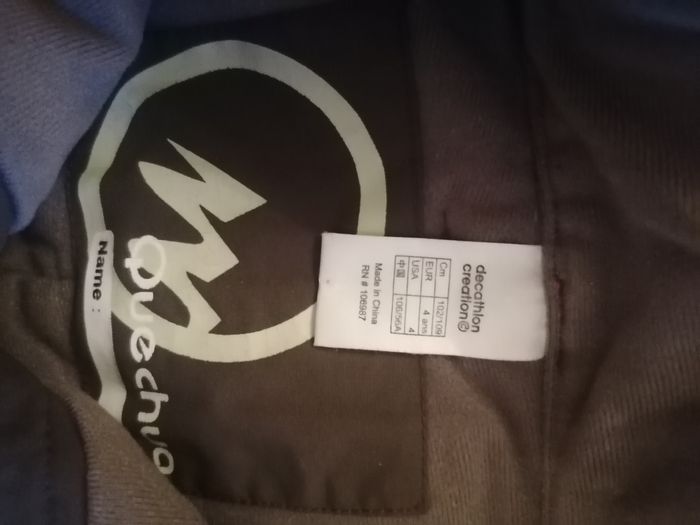 Quechua
Name :
decathlon
creation©
Cm 102/109
EUR 4 ans
USA 4
中国 106/56A
Made in China
RN # 106987